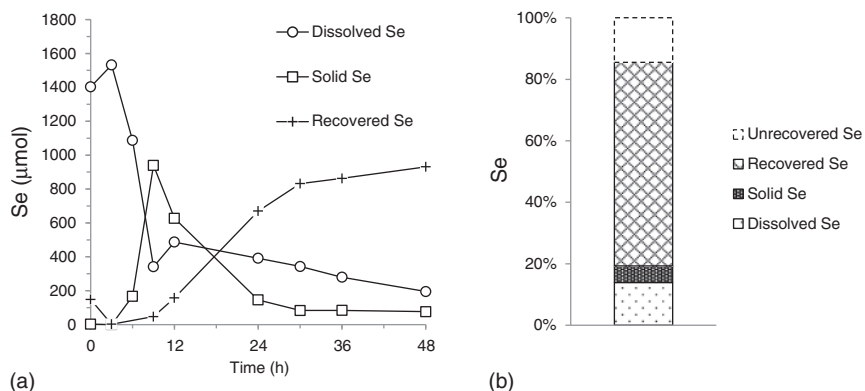 1800
1600
1400
1200
1000
800
600
400
200
0
Se (μmol)
0
12
24
36
48
Time (h)
Dissolved Se
Solid Se
Recovered Se
(a)
100%
80%
60%
40%
20%
0%
Se
Unrecovered Se
Recovered Se
Solid Se
Dissolved Se
(b)